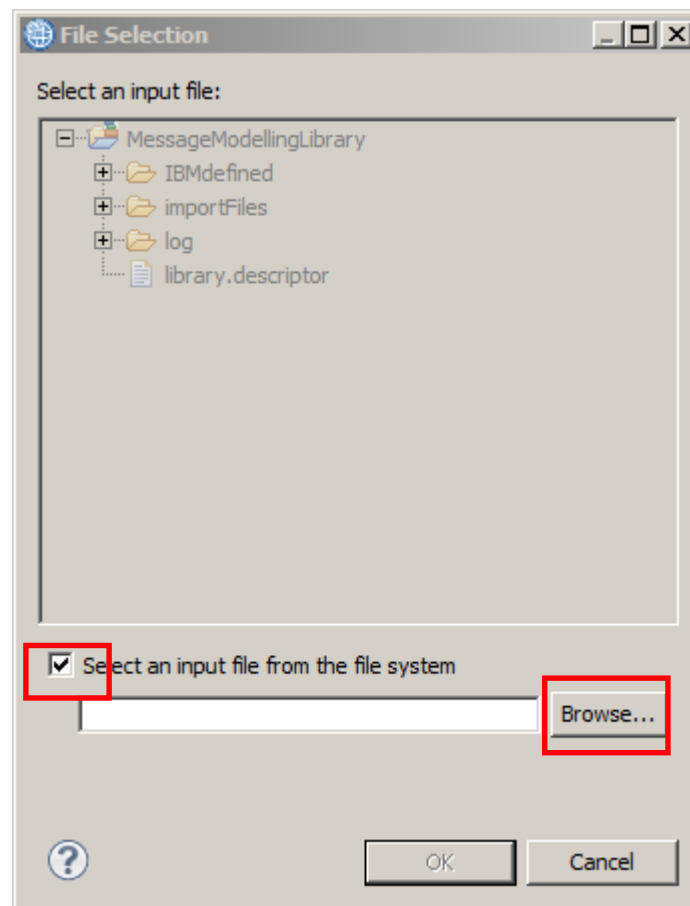 File Selection
Select an input file:
MessageModellingLibrary
IBMdefined
importFiles
log
library.descriptor
Select an input file from the file system
Browse...
?
OK
Cancel